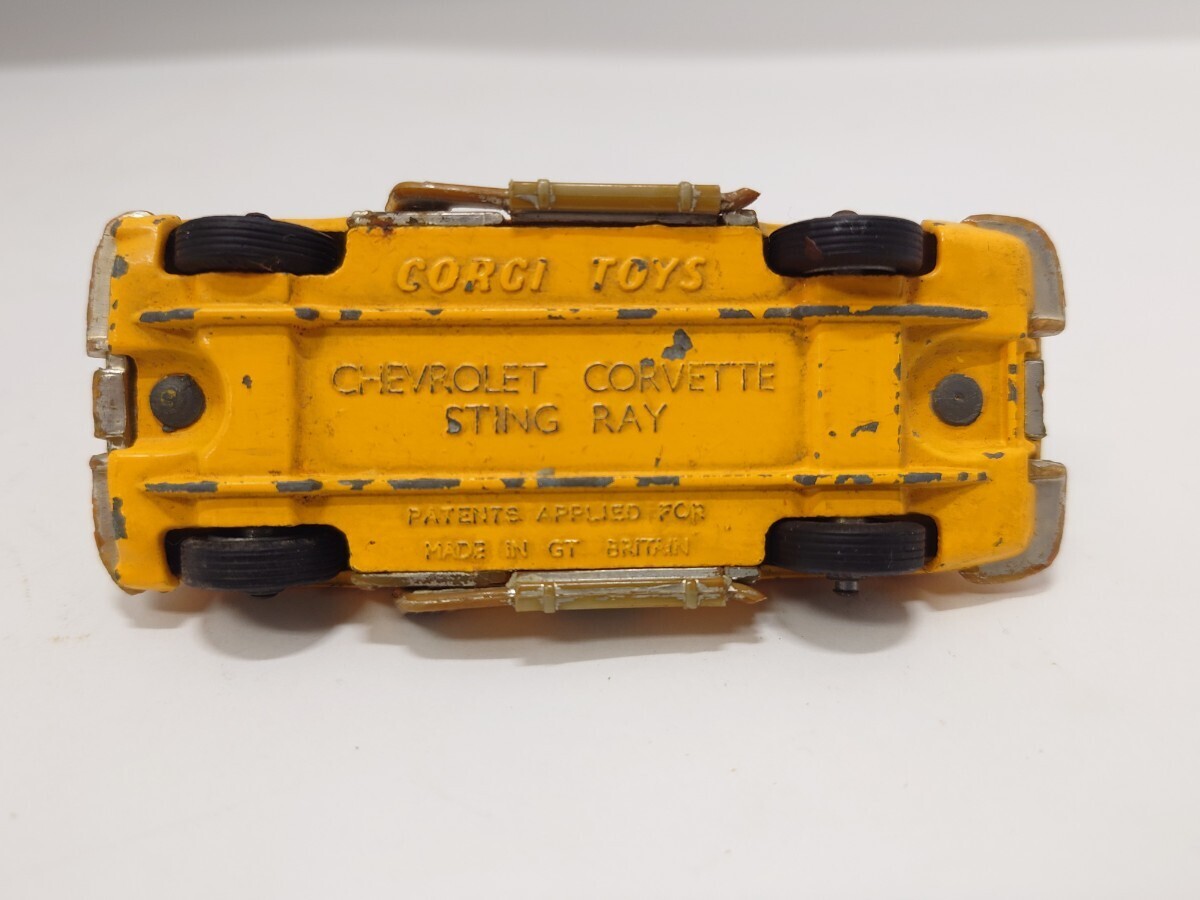 CORGI TOYS
CHEVROLET CORVETTE
STING RAY
PATENTS APPLIED FOR
MADE IN GT BRITAIN